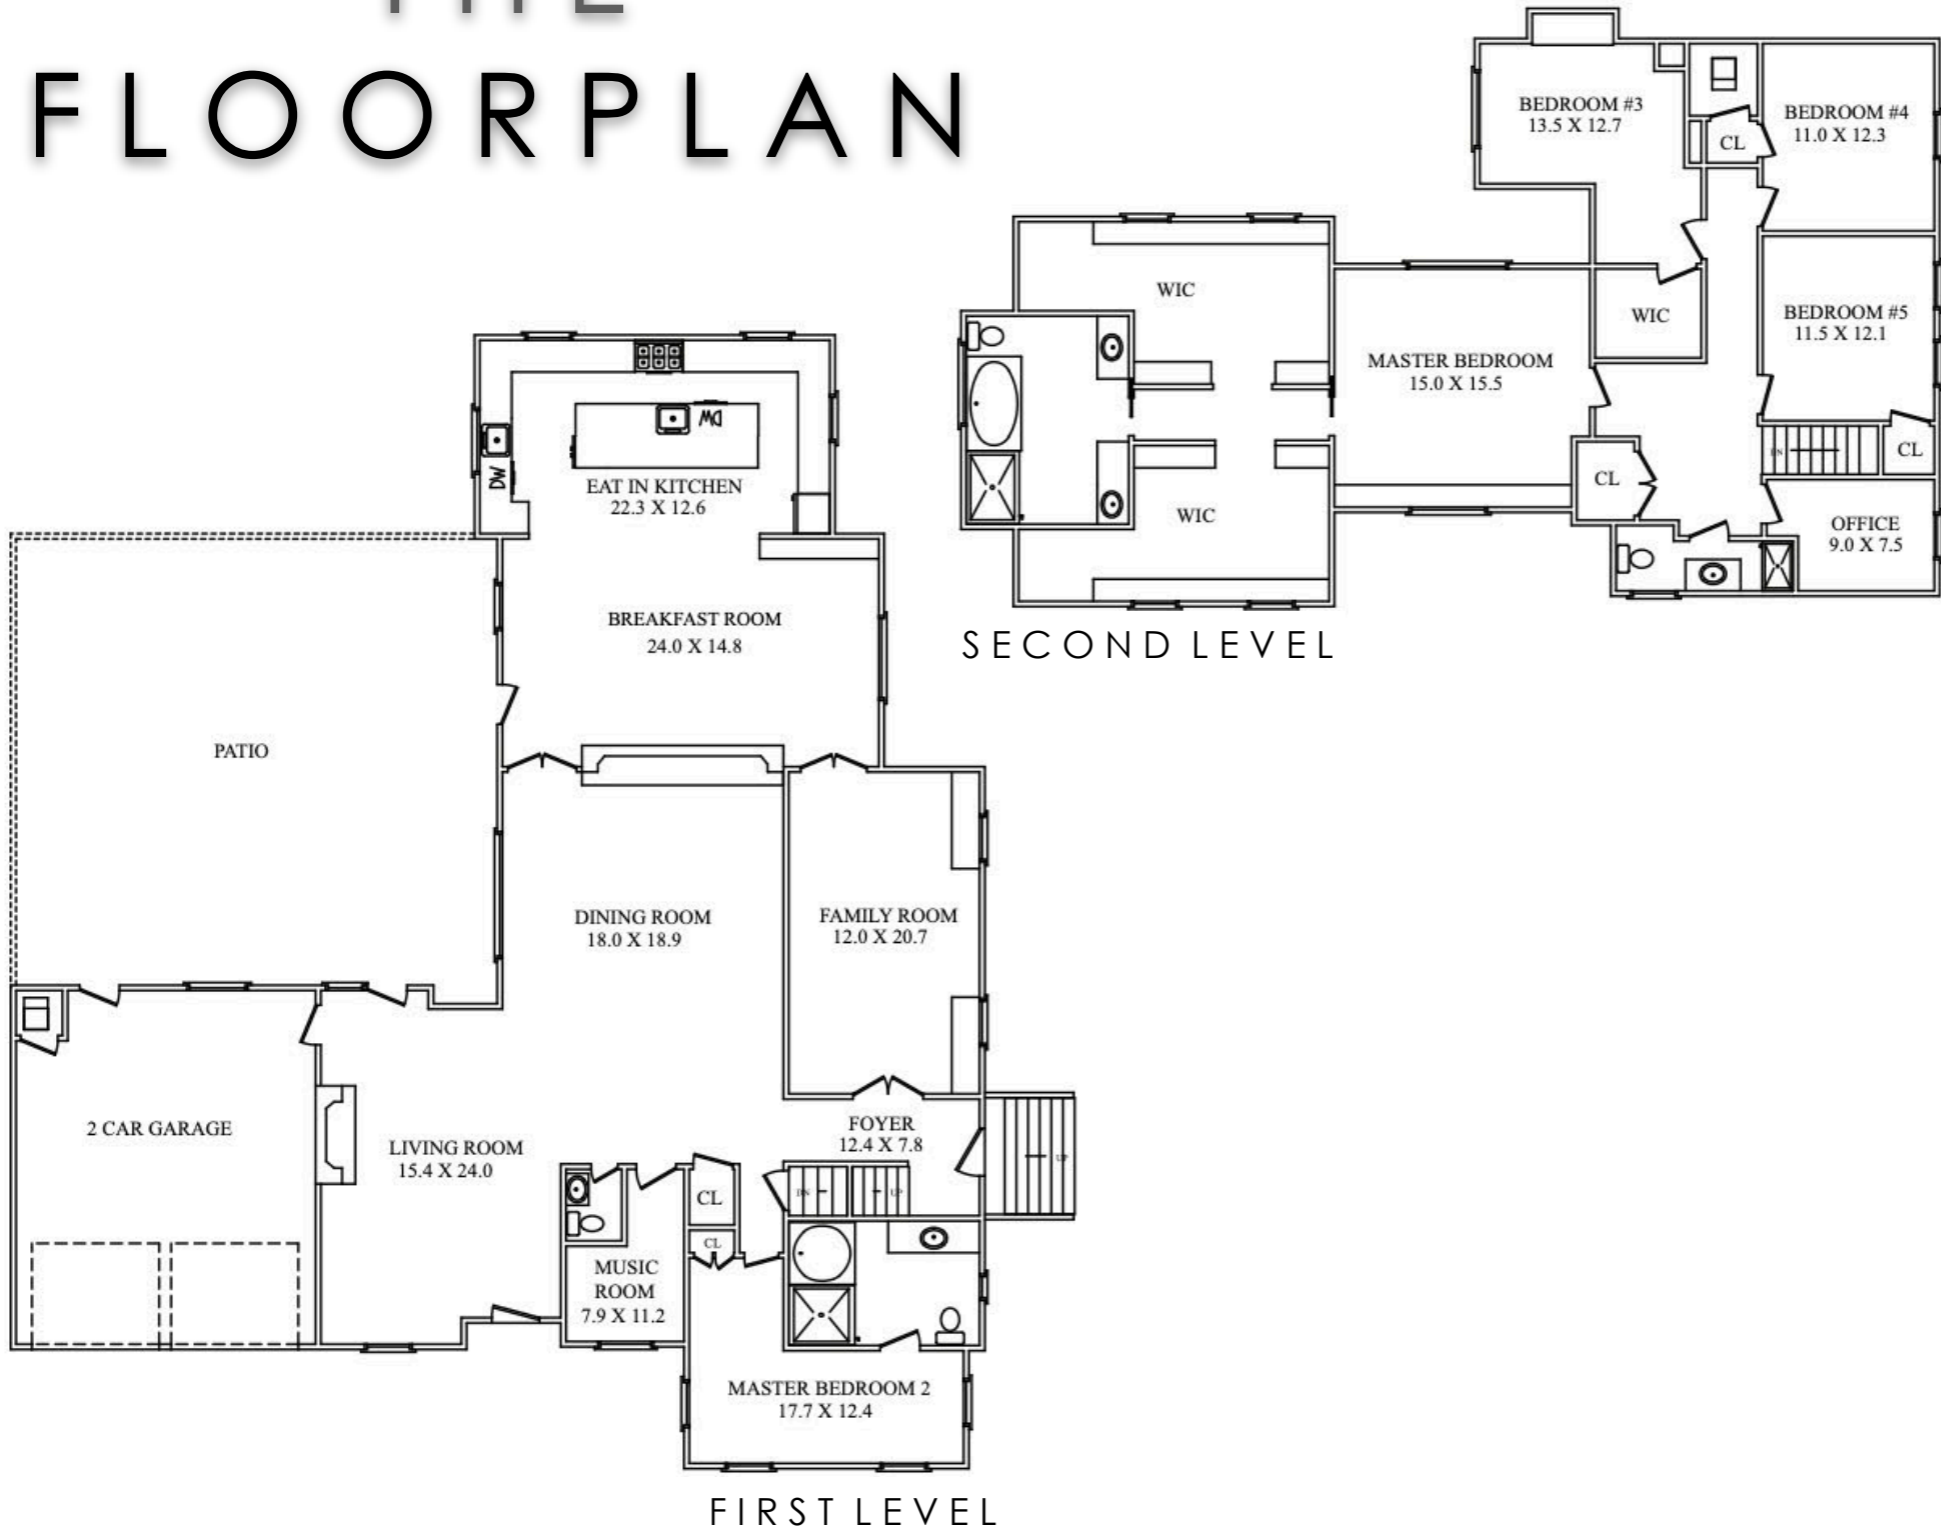 THE
FLOORPLAN
BEDROOM #3
13.5 X 12.7
BEDROOM #4
11.0 X 12.3
CL
WIC
WIC
BEDROOM #5
11.5 X 12.1
MASTER BEDROOM
15.0 X 15.5
DN
CL
CL
WIC
OFFICE
9.0 X 7.5
SECOND LEVEL
DW
DW
EAT IN KITCHEN
22.3 X 12.6
BREAKFAST ROOM
24.0 X 14.8
PATIO
DINING ROOM
18.0 X 18.9
FAMILY ROOM
12.0 X 20.7
2 CAR GARAGE
LIVING ROOM
15.4 X 24.0
FOYER
12.4 X 7.8
UP
DN
UP
CL
CL
MUSIC
ROOM
7.9 X 11.2
MASTER BEDROOM 2
17.7 X 12.4
FIRST LEVEL